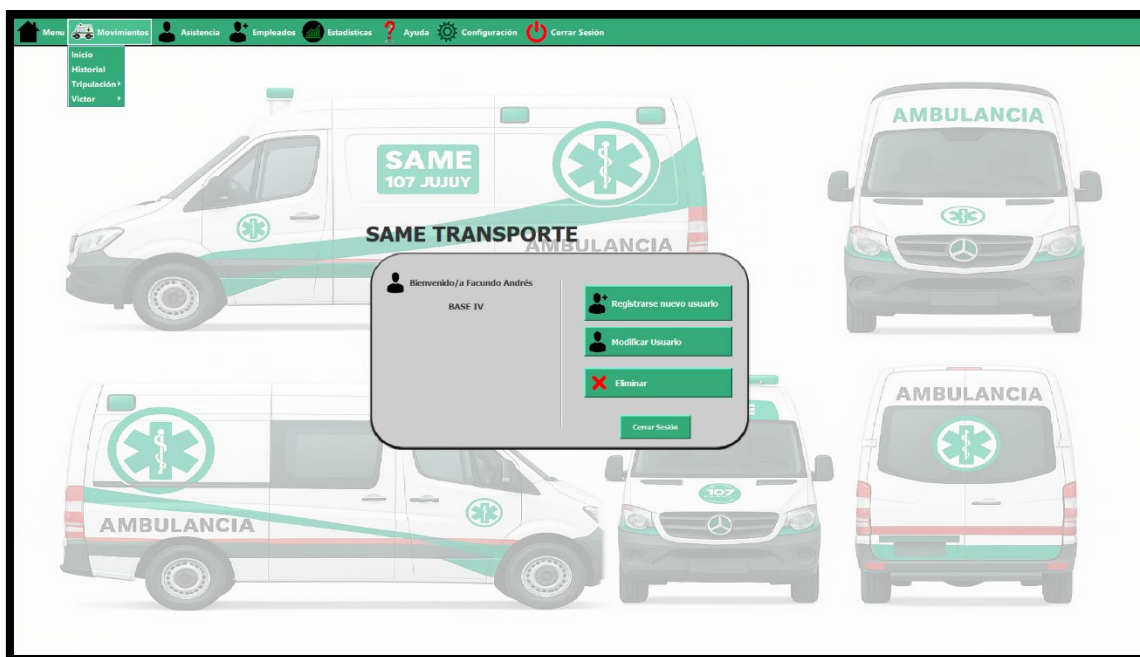 Menu Movimientos Asistencia Empleados Estadísticas Ayuda Configuración Cerrar Sesión
Inicio
Historial
Tripulación
Victor
AMBULANCIA
SAME
107 JUJUY
SAME TRANSPORTE
AMBULANCIA
Bienvenido/a Facundo Andrés
BASE IV
Registrarse nuevo usuario
Modificar Usuario
Eliminar
Cerrar Sesión
AMBULANCIA
107
AMBULANCIA